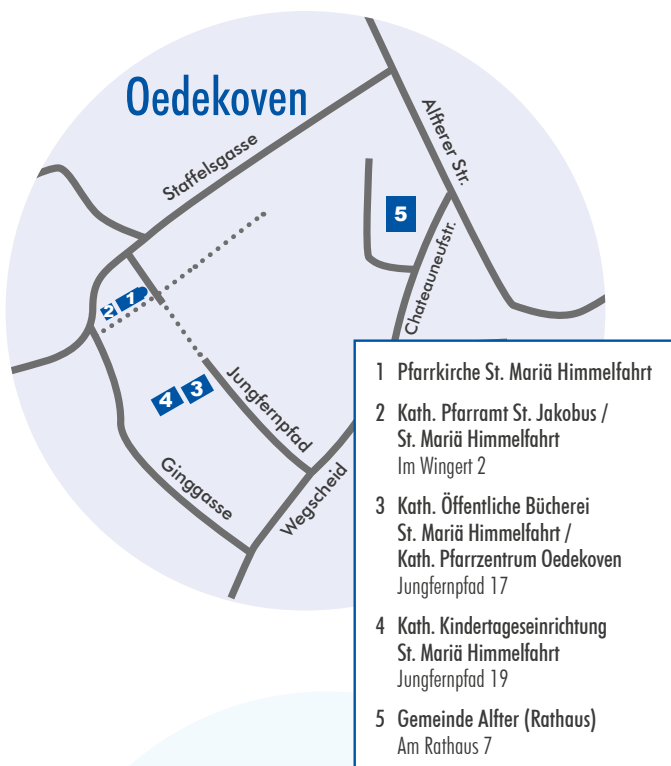 Oedekoven
Staffelsgasse
Alfterer Str.
5
Chateauneufstr.
2 1
4 3
Jungfernpfad
Ginggasse
Wegscheid
1 Pfarrkirche St. Mariä Himmelfahrt
2 Kath. Pfarramt St. Jakobus /
St. Mariä Himmelfahrt
Im Wingert 2
3 Kath. Öffentliche Bücherei
St. Mariä Himmelfahrt /
Kath. Pfarrzentrum Oedekoven
Jungfernpfad 17
4 Kath. Kindertageseinrichtung
St. Mariä Himmelfahrt
Jungfernpfad 19
5 Gemeinde Alfter (Rathaus)
Am Rathaus 7